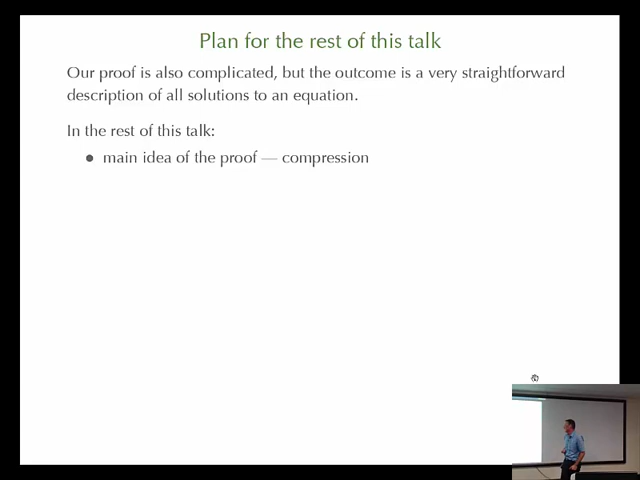 Plan for the rest of this talk
Our proof is also complicated, but the outcome is a very straightforward
description of all solutions to an equation.
In the rest of this talk:
● main idea of the proof — compression